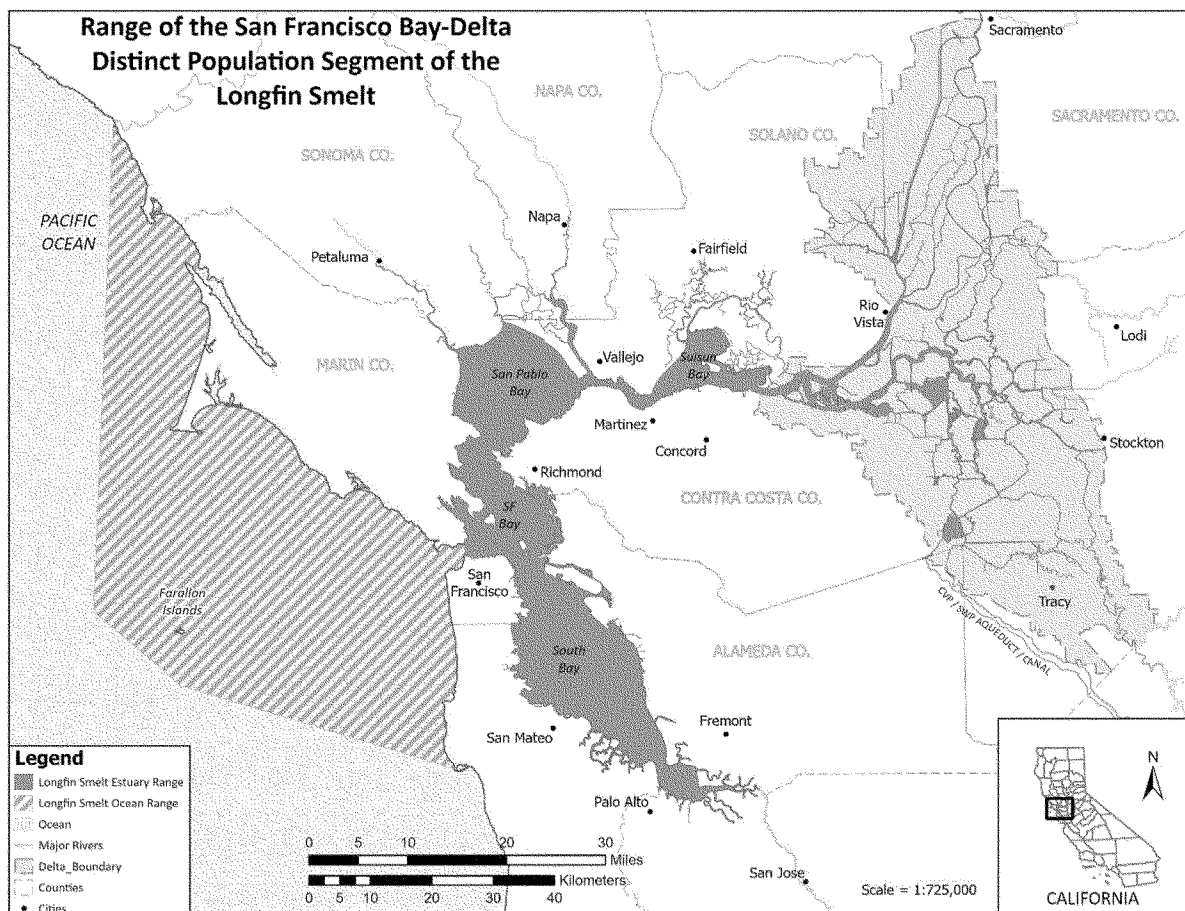 Range of the San Francisco Bay-Delta
Distinct Population Segment of the
Longfin Smelt
Sacramento
NAPA CO.
SOLANO CO.
SACRAMENTO CO.
SONOMA CO.
PACIFIC
OCEAN
Napa
Petaluma
Fairfield
Rio
Vista
Lodi
MARIN CO.
Vallejo
Suisun
Bay
San Pablo
Bay
Martinez
Concord
Stockton
Richmond
CONTRA COSTA CO.
SF
Bay
San
Francisco
Farallon
Islands
Tracy
CVP / SWP AQUEDUCT / CANAL
South
Bay
ALAMEDA CO.
San Mateo
Fremont
Palo Alto
San Jose
Legend
Longfin Smelt Estuary Range
Longfin Smelt Ocean Range
Ocean
Major Rivers
Delta_Boundary
Counties
Cities
0 5 10 20 30
Miles
Kilometers
0 5 10 20 30 40
Scale = 1:725,000
N
CALIFORNIA